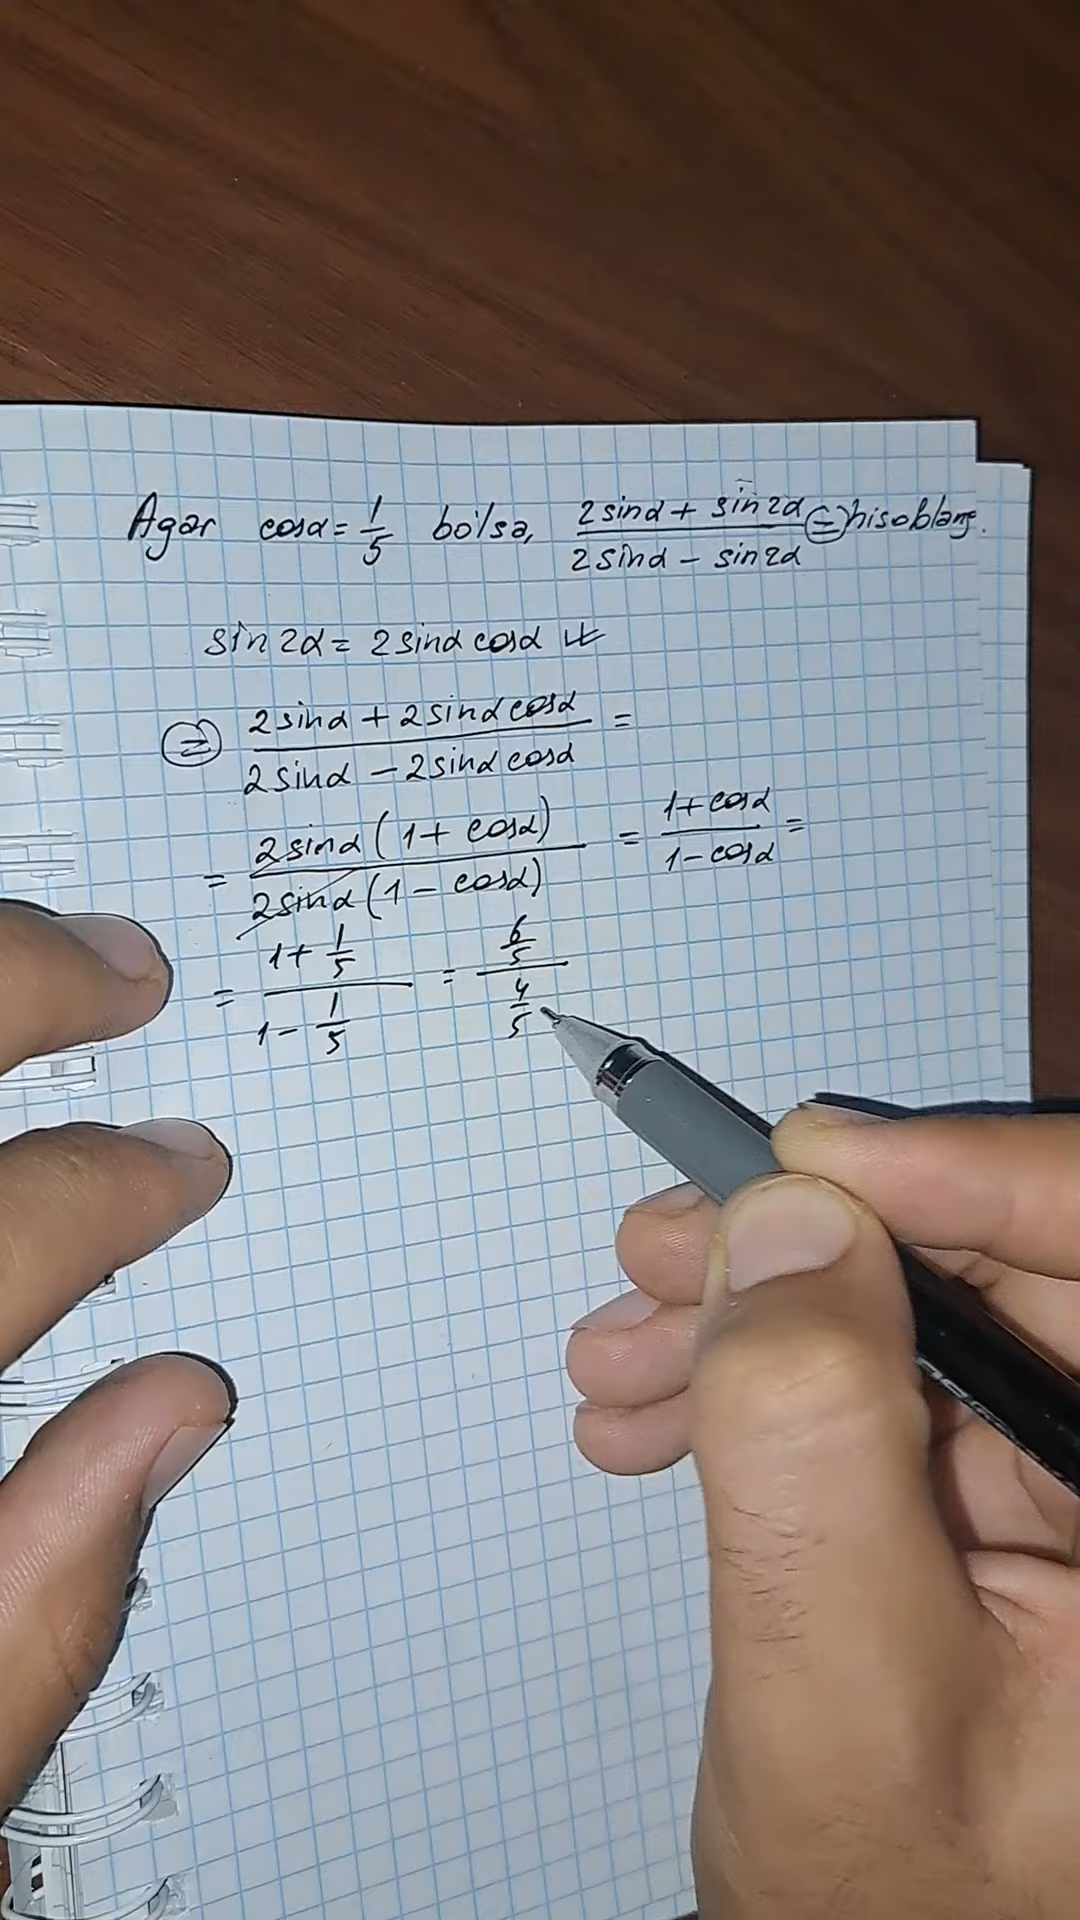 Agar cosα = 1/5 bo'lsa, (2sinα + sin2α)/(2sinα − sin2α) = hisoblang.
sin2α = 2sinα cosα
= (2sinα + 2sinα cosα)/(2sinα − 2sinα cosα) =
= (2sinα(1 + cosα))/(2sinα(1 − cosα)) = (1 + cosα)/(1 − cosα) =
= (1 + 1/5)/(1 − 1/5) = (6/5)/(4/5)